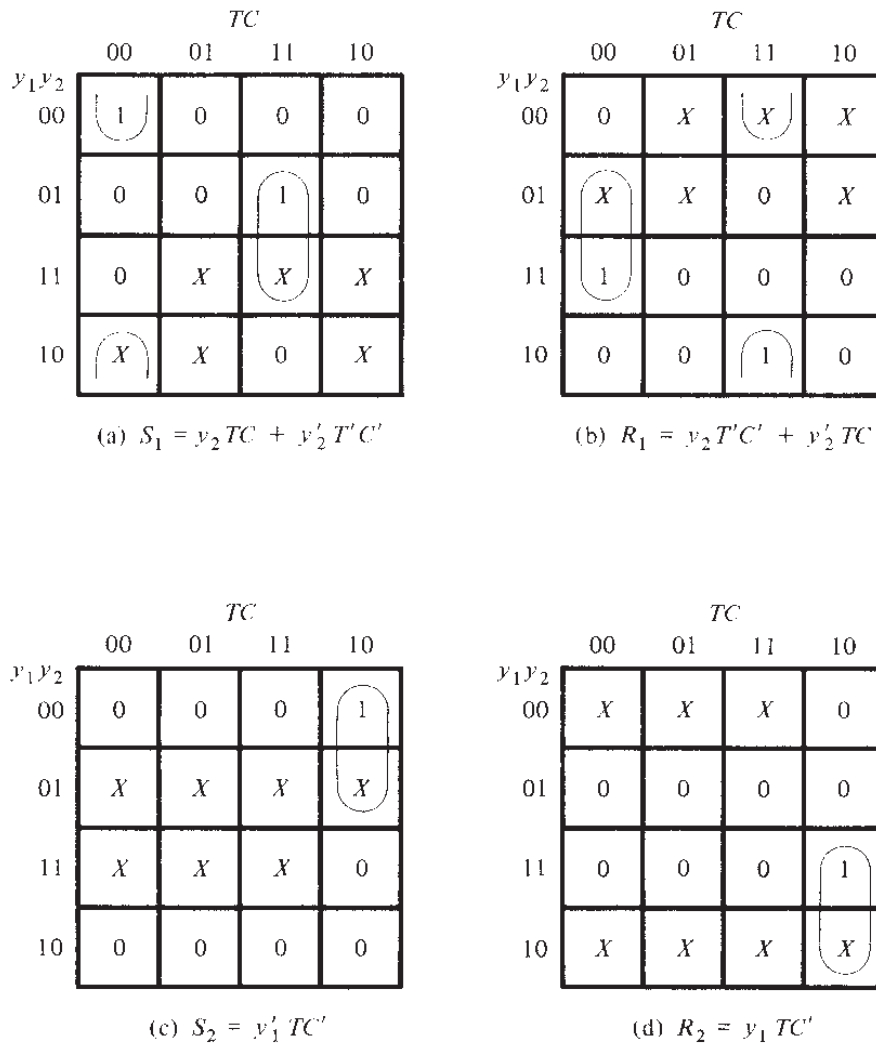 TC TC
00 01 11 10 00 01 11 10
y₁y₂ y₁y₂
00 1 0 0 0 00 0 X X X
01 0 0 1 0 01 X X 0 X
11 0 X X X 11 1 0 0 0
10 X X 0 X 10 0 0 1 0
(a) S₁ = y₂TC + y′₂T′C′ (b) R₁ = y₂T′C′ + y′₂TC
TC TC
00 01 11 10 00 01 11 10
y₁y₂ y₁y₂
00 0 0 0 1 00 X X X 0
01 X X X X 01 0 0 0 0
11 X X X 0 11 0 0 0 1
10 0 0 0 0 10 X X X X
(c) S₂ = y′₁TC′ (d) R₂ = y₁TC′